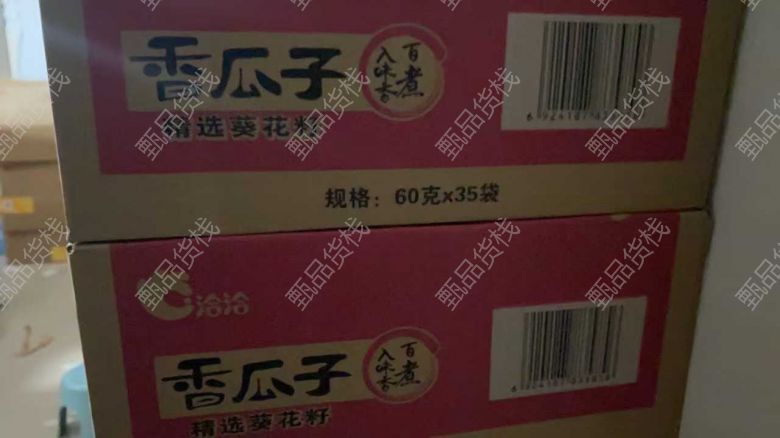 香瓜子
百煮
入味香
精选葵花籽
规格：60克x35袋
洽洽
香瓜子
百煮
入味香
精选葵花籽
甄品货栈